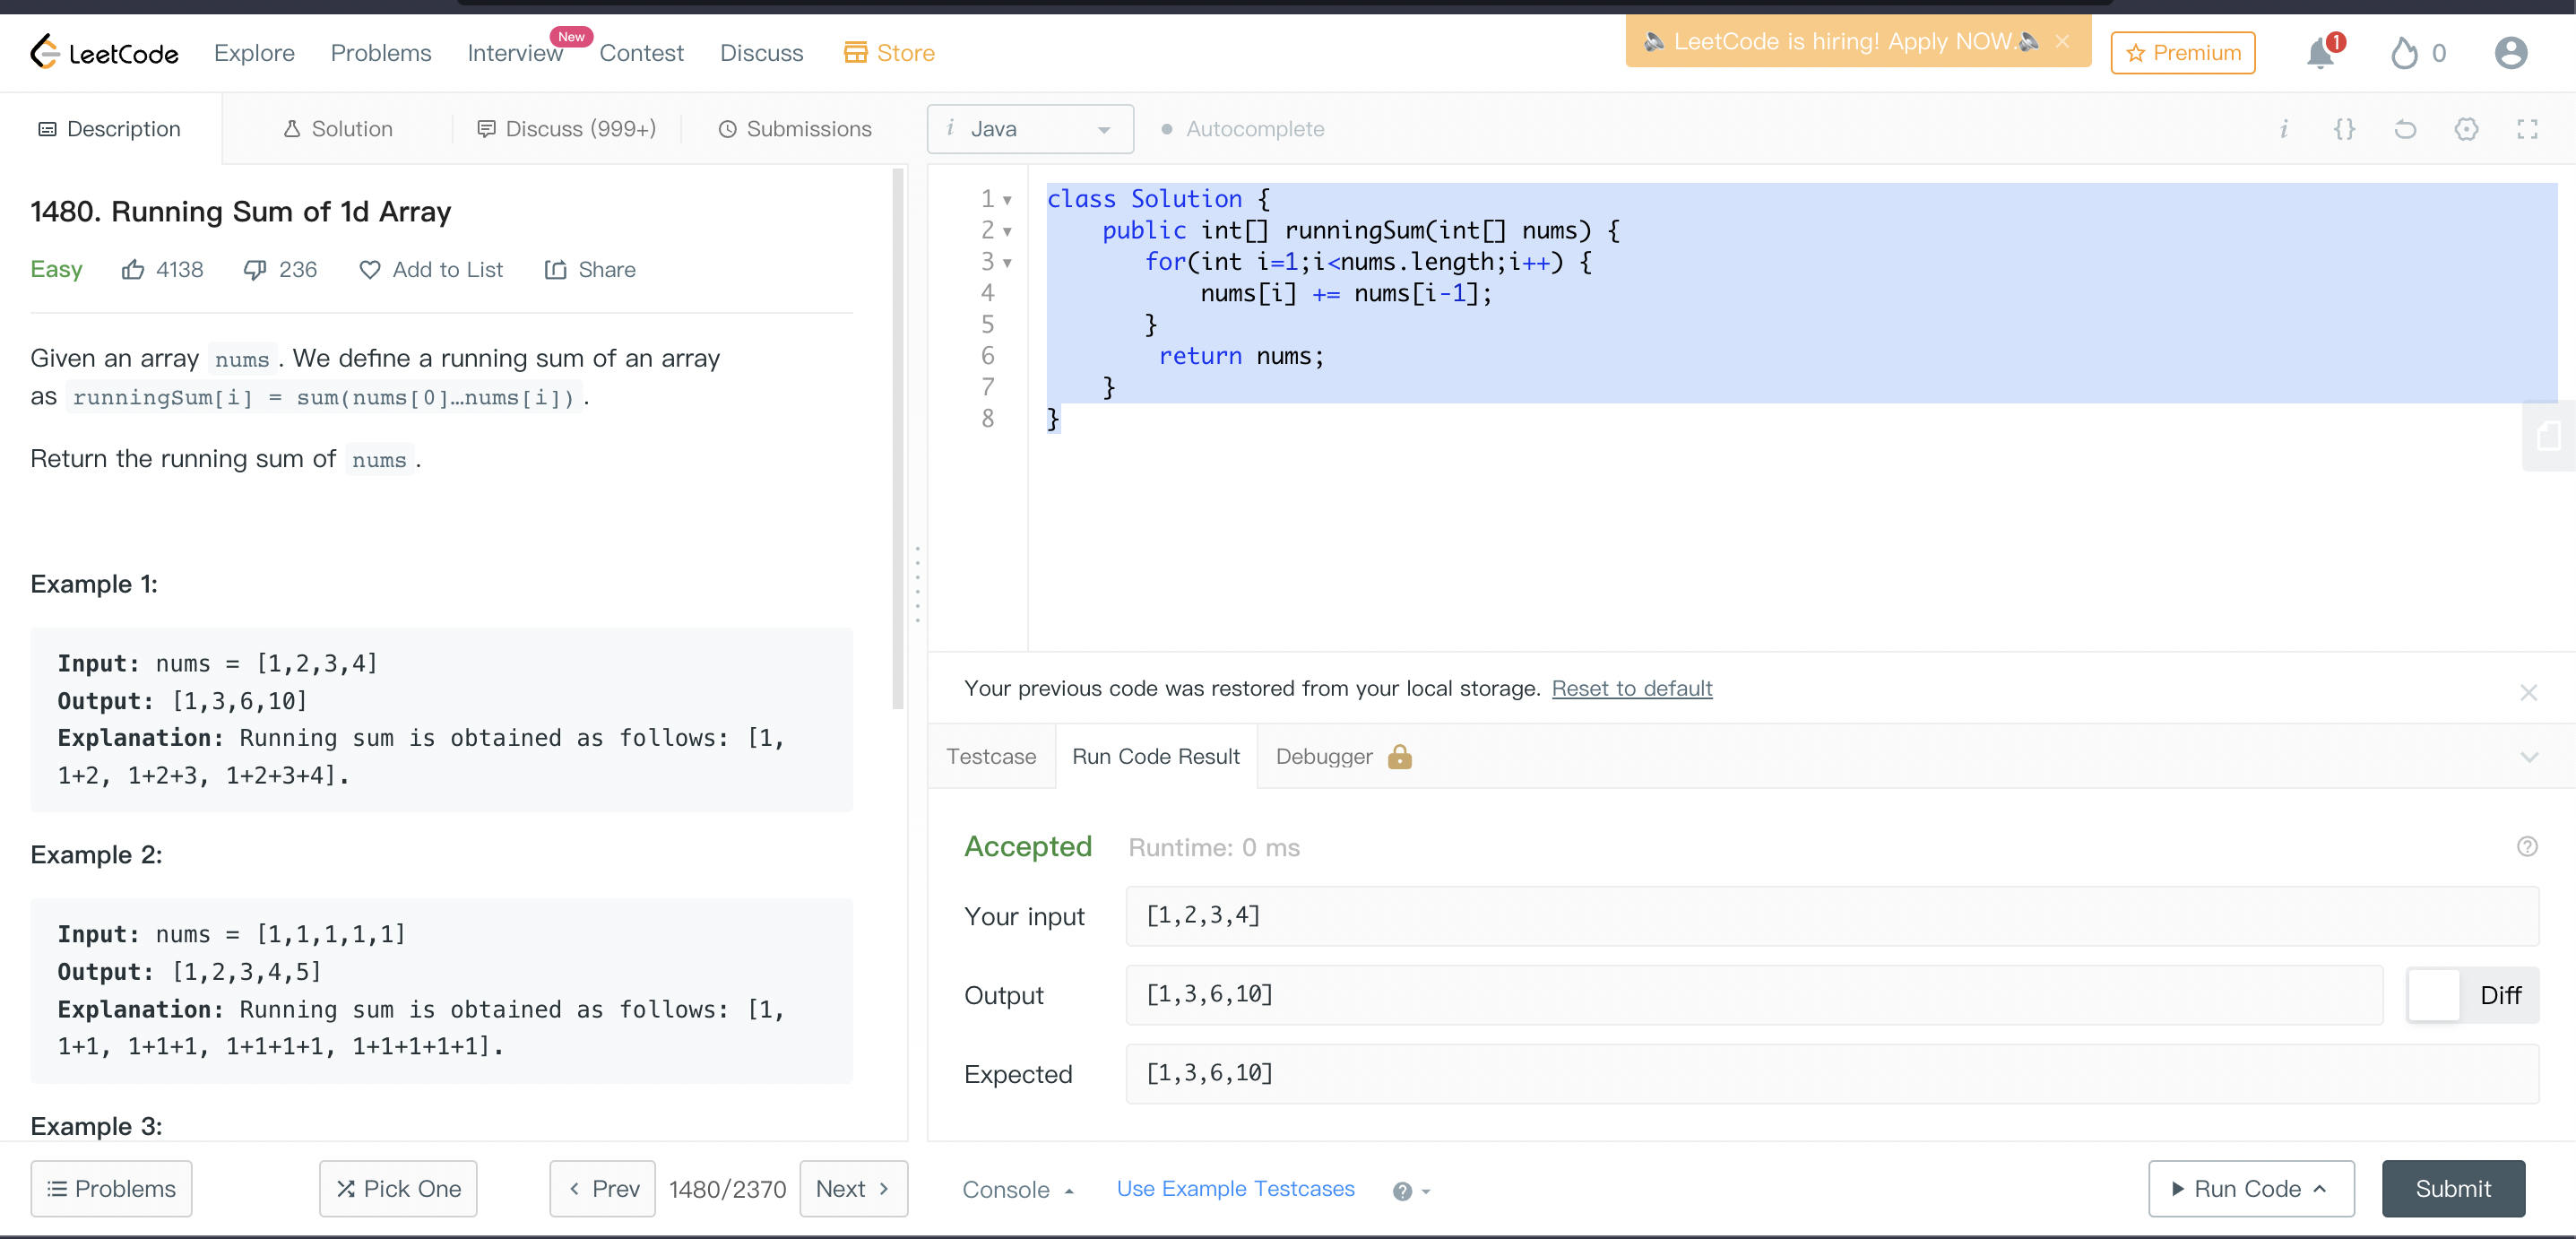 LeetCode Explore Problems Interview New Contest Discuss Store LeetCode is hiring! Apply NOW. Premium 1 0
Description Solution Discuss (999+) Submissions
i Java Autocomplete i {}
1480. Running Sum of 1d Array
Easy 4138 236 Add to List Share
Given an array nums. We define a running sum of an array
as runningSum[i] = sum(nums[0]…nums[i]).
Return the running sum of nums.
Example 1:
Input: nums = [1,2,3,4]
Output: [1,3,6,10]
Explanation: Running sum is obtained as follows: [1,
1+2, 1+2+3, 1+2+3+4].
Example 2:
Input: nums = [1,1,1,1,1]
Output: [1,2,3,4,5]
Explanation: Running sum is obtained as follows: [1,
1+1, 1+1+1, 1+1+1+1, 1+1+1+1+1].
Example 3:
Problems Pick One Prev 1480/2370 Next
1 class Solution {
2 public int[] runningSum(int[] nums) {
3 for(int i=1;i<nums.length;i++) {
4 nums[i] += nums[i-1];
5 }
6 return nums;
7 }
8 }
Your previous code was restored from your local storage. Reset to default
Testcase Run Code Result Debugger
Accepted Runtime: 0 ms
Your input [1,2,3,4]
Output [1,3,6,10] Diff
Expected [1,3,6,10]
Console Use Example Testcases Run Code Submit